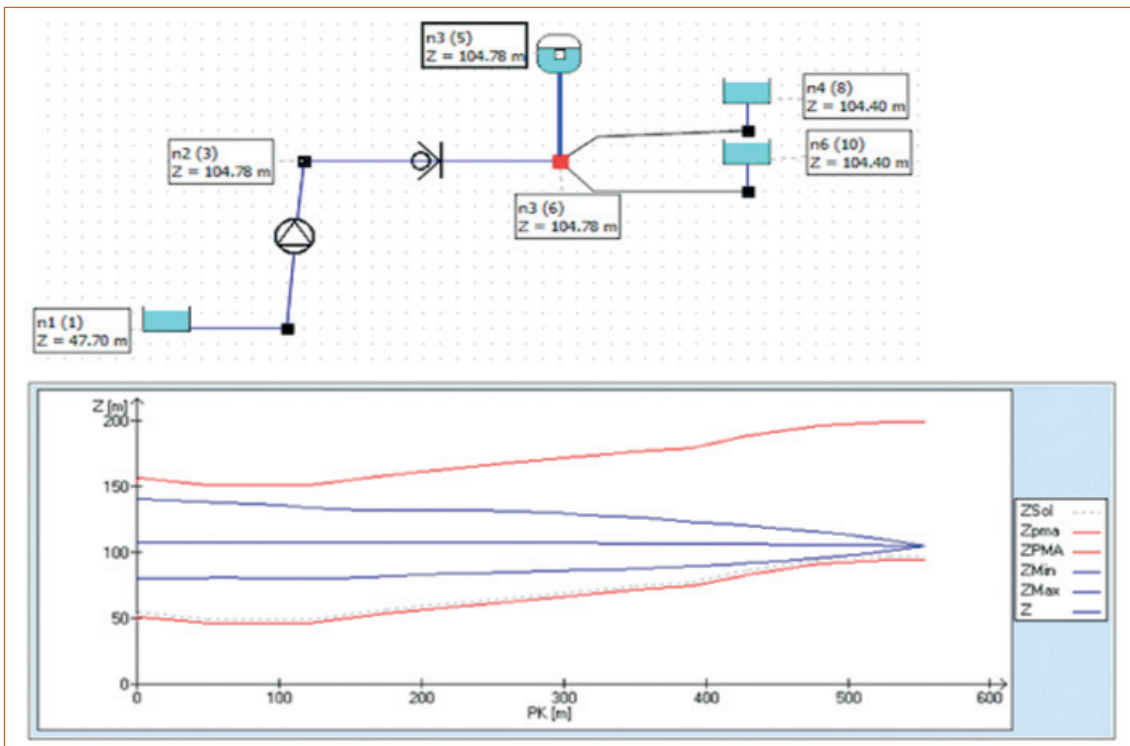 n3 (5)
Z = 104.78 m
n4 (8)
Z = 104.40 m
n2 (3)
Z = 104.78 m
n6 (10)
Z = 104.40 m
n3 (6)
Z = 104.78 m
n1 (1)
Z = 47.70 m
Z [m]
200
150
100
50
0
0 100 200 300 400 500 600
PK [m]
ZSol
Zpma
ZPMA
ZMin
ZMax
Z